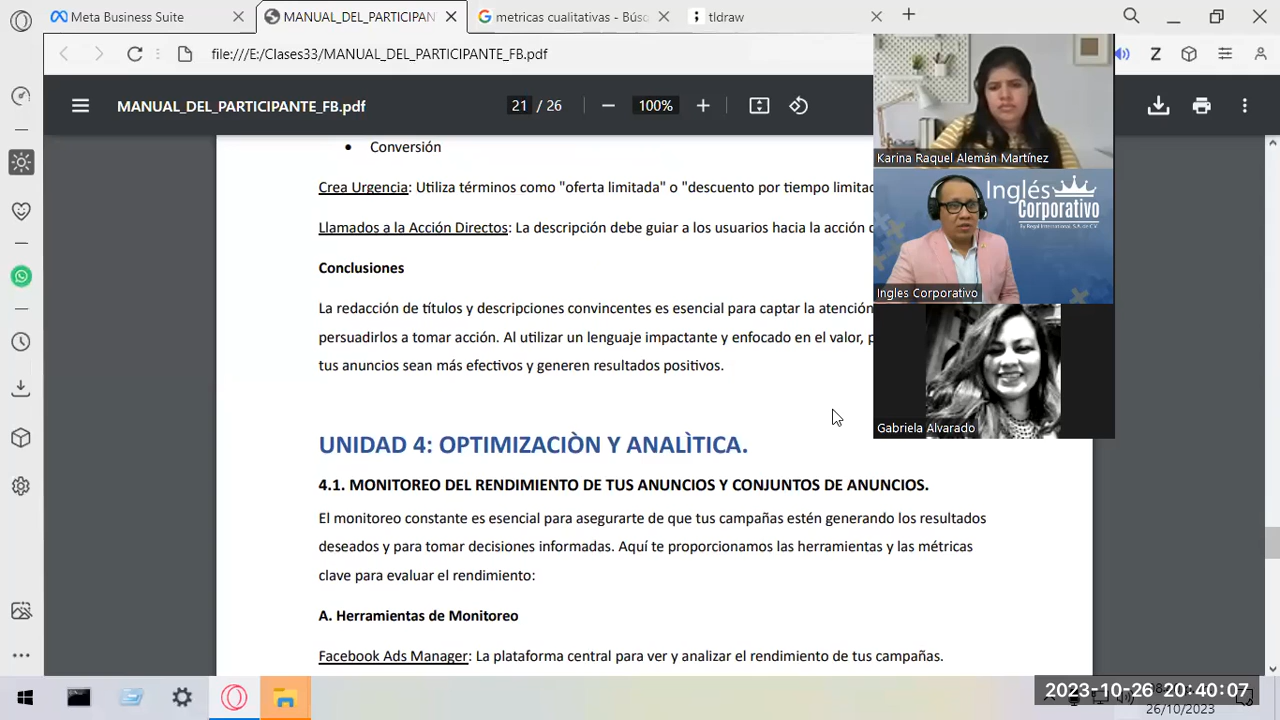 Meta Business Suite
MANUAL_DEL_PARTICIPAN
metricas cualitativas - Búsq
tldraw
file:///E:/Clases33/MANUAL_DEL_PARTICIPANTE_FB.pdf
MANUAL_DEL_PARTICIPANTE_FB.pdf
21 / 26
100%
• Conversión
Crea Urgencia: Utiliza términos como "oferta limitada" o "descuento por tiempo limitad
Llamados a la Acción Directos: La descripción debe guiar a los usuarios hacia la acción
Conclusiones
La redacción de títulos y descripciones convincentes es esencial para captar la atención
persuadirlos a tomar acción. Al utilizar un lenguaje impactante y enfocado en el valor,
tus anuncios sean más efectivos y generen resultados positivos.
UNIDAD 4: OPTIMIZACIÒN Y ANALÌTICA.
4.1. MONITOREO DEL RENDIMIENTO DE TUS ANUNCIOS Y CONJUNTOS DE ANUNCIOS.
El monitoreo constante es esencial para asegurarte de que tus campañas estén generando los resultados
deseados y para tomar decisiones informadas. Aquí te proporcionamos las herramientas y las métricas
clave para evaluar el rendimiento:
A. Herramientas de Monitoreo
Facebook Ads Manager: La plataforma central para ver y analizar el rendimiento de tus campañas.
Karina Raquel Alemán Martínez
Inglés
Corporativo
By Regal International, S.A. de C.V.
Ingles Corporativo
Gabriela Alvarado
2023-10-26 20:40:07
26/10/2023